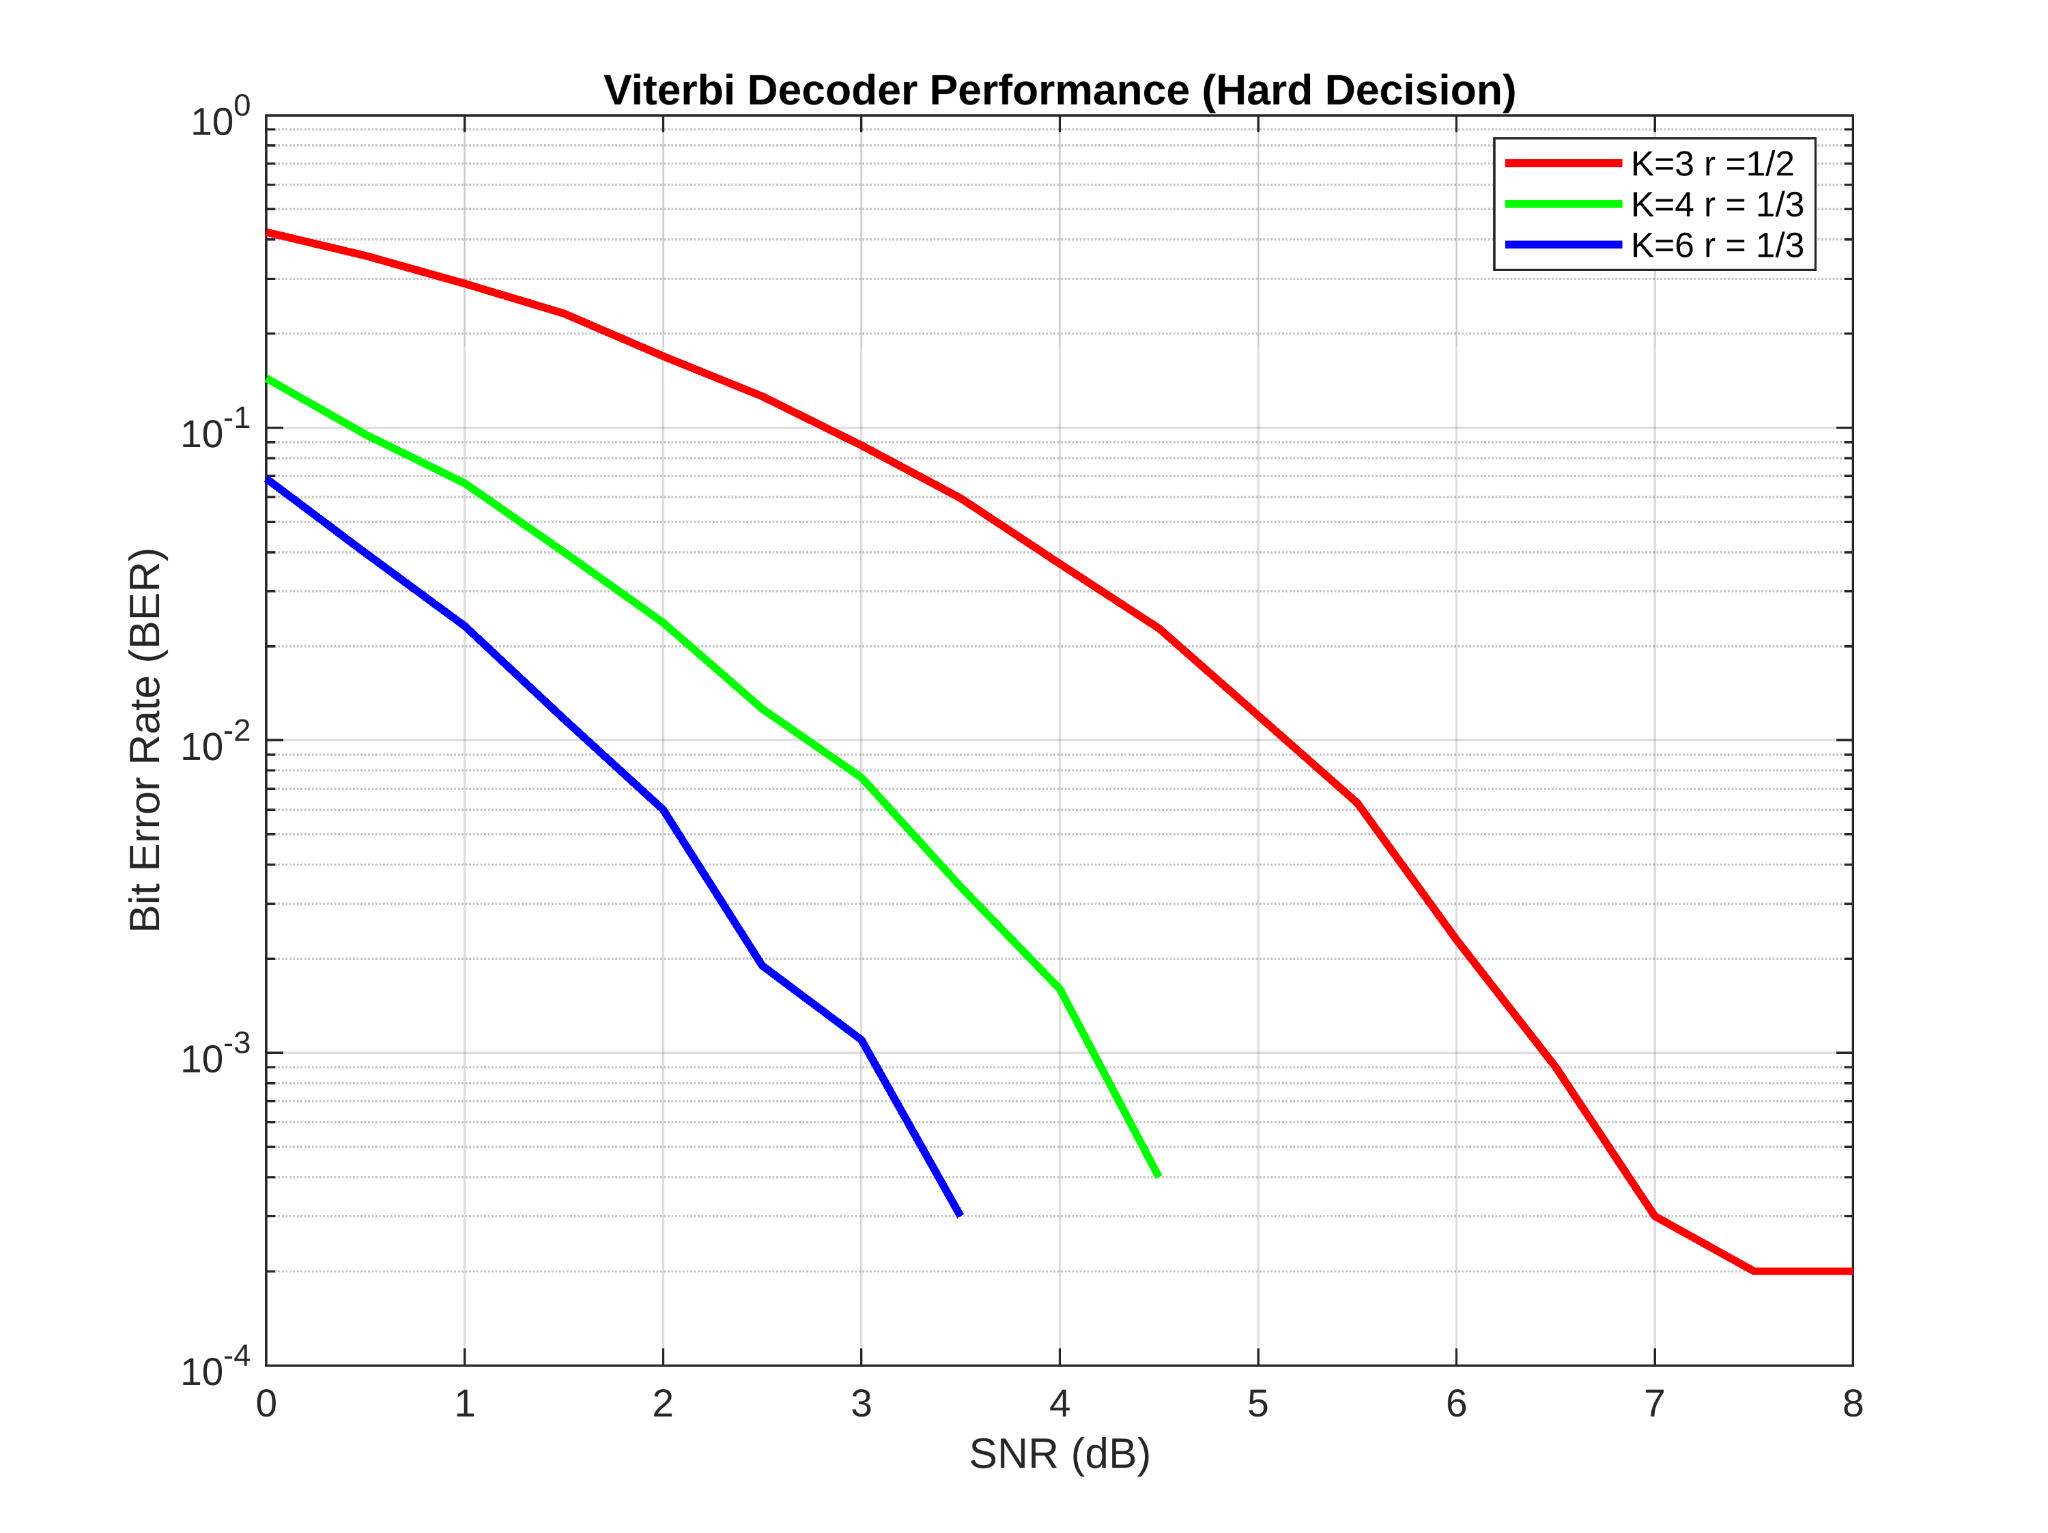 Viterbi Decoder Performance (Hard Decision)
10^0
10^-1
10^-2
10^-3
10^-4
Bit Error Rate (BER)
K=3 r =1/2
K=4 r = 1/3
K=6 r = 1/3
0 1 2 3 4 5 6 7 8
SNR (dB)